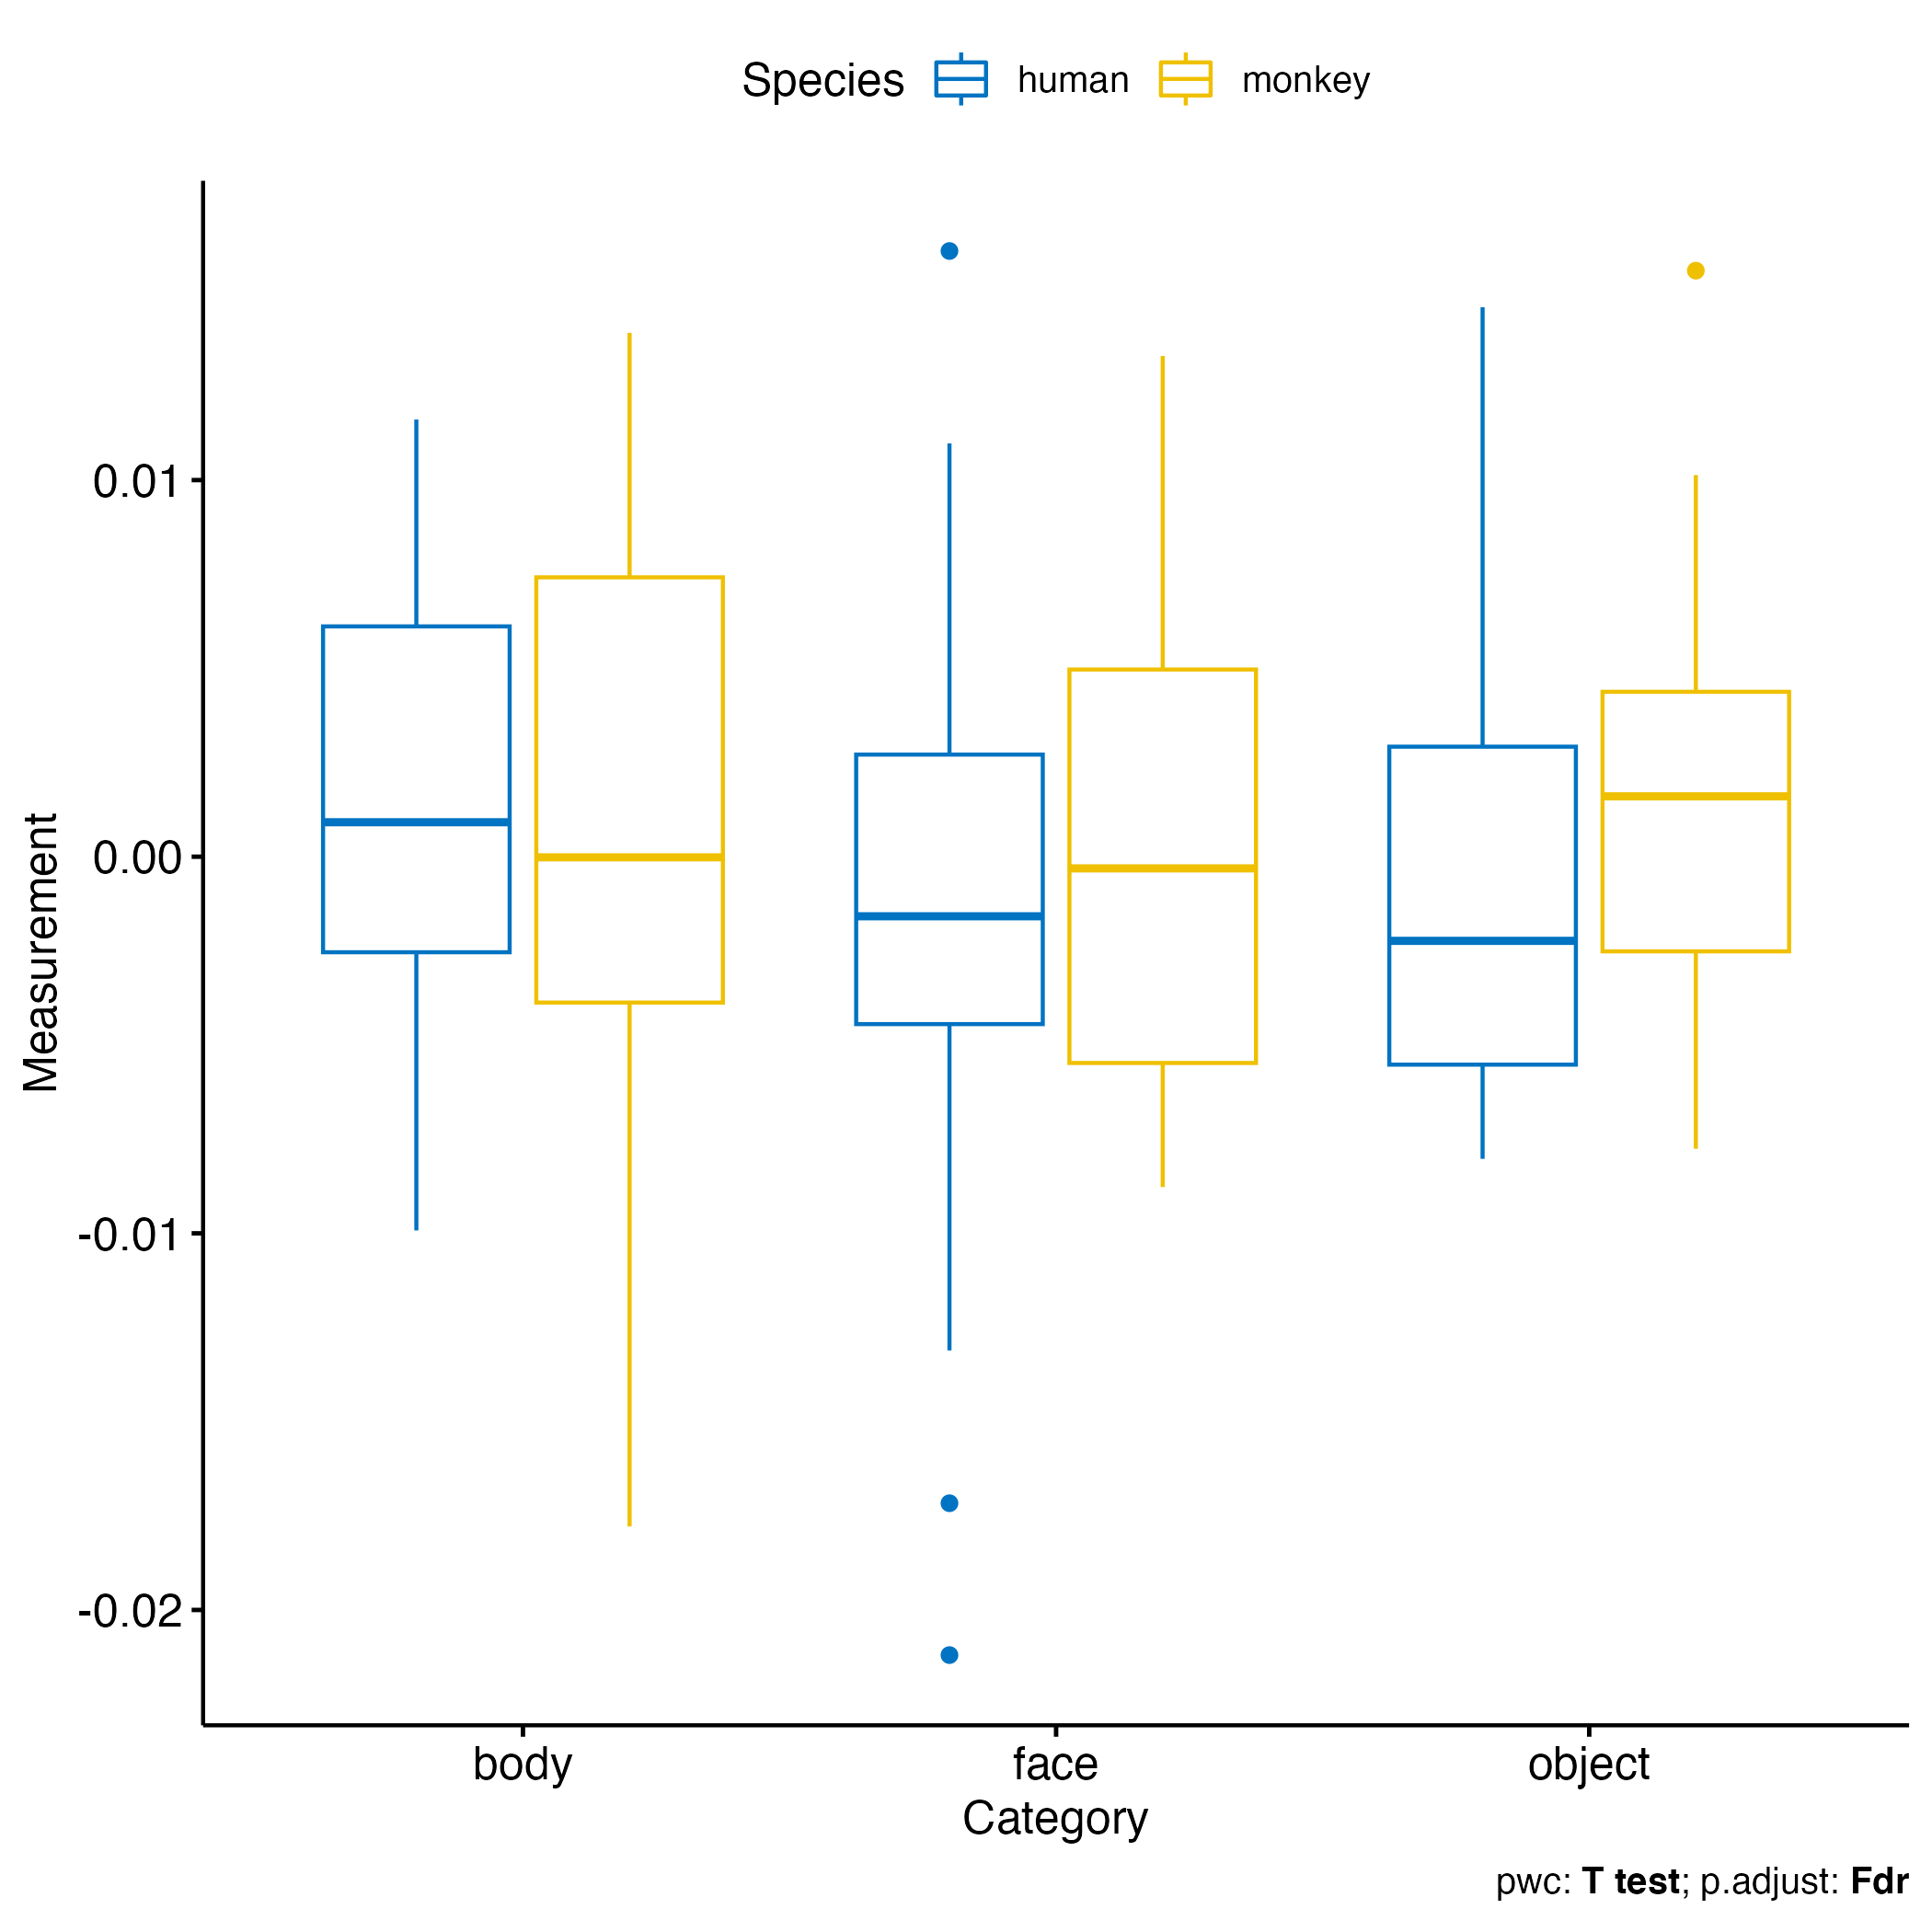 Species human monkey
Measurement
0.01
0.00
-0.01
-0.02
body face object
Category
pwc: T test; p.adjust: Fdr